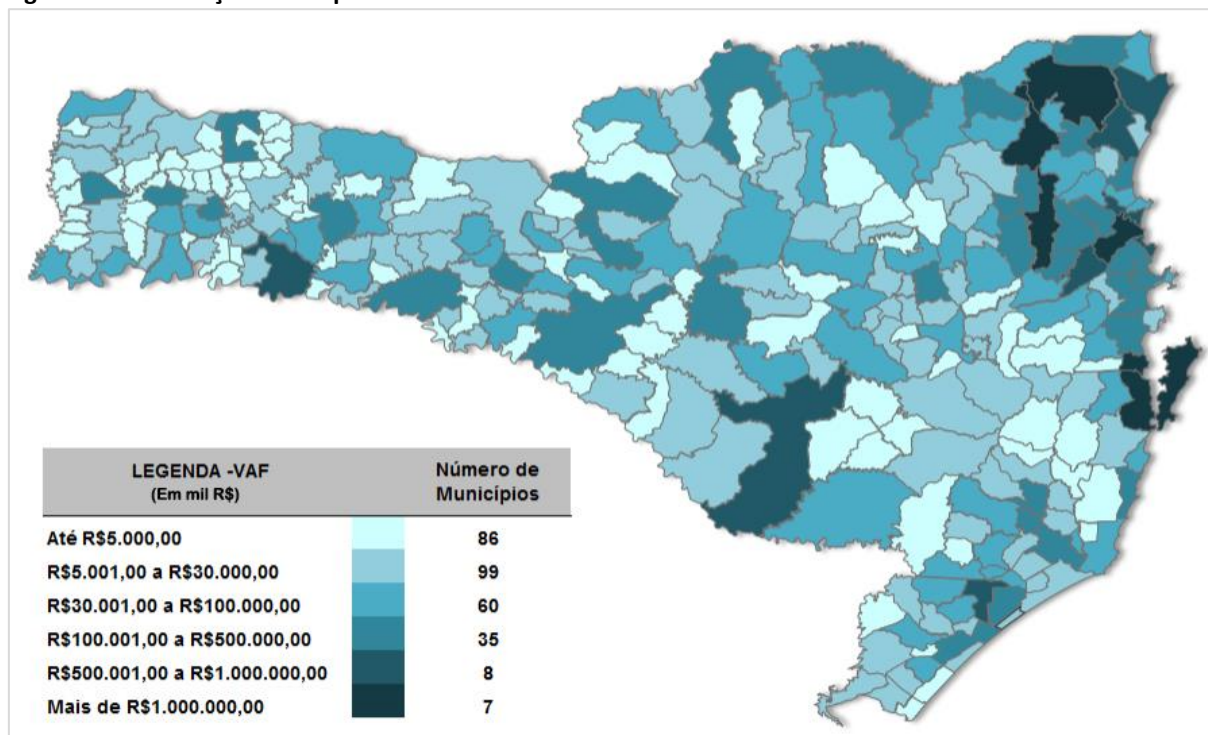 LEGENDA -VAF
(Em mil R$)
Número de
Municípios
Até R$5.000,00 86
R$5.001,00 a R$30.000,00 99
R$30.001,00 a R$100.000,00 60
R$100.001,00 a R$500.000,00 35
R$500.001,00 a R$1.000.000,00 8
Mais de R$1.000.000,00 7